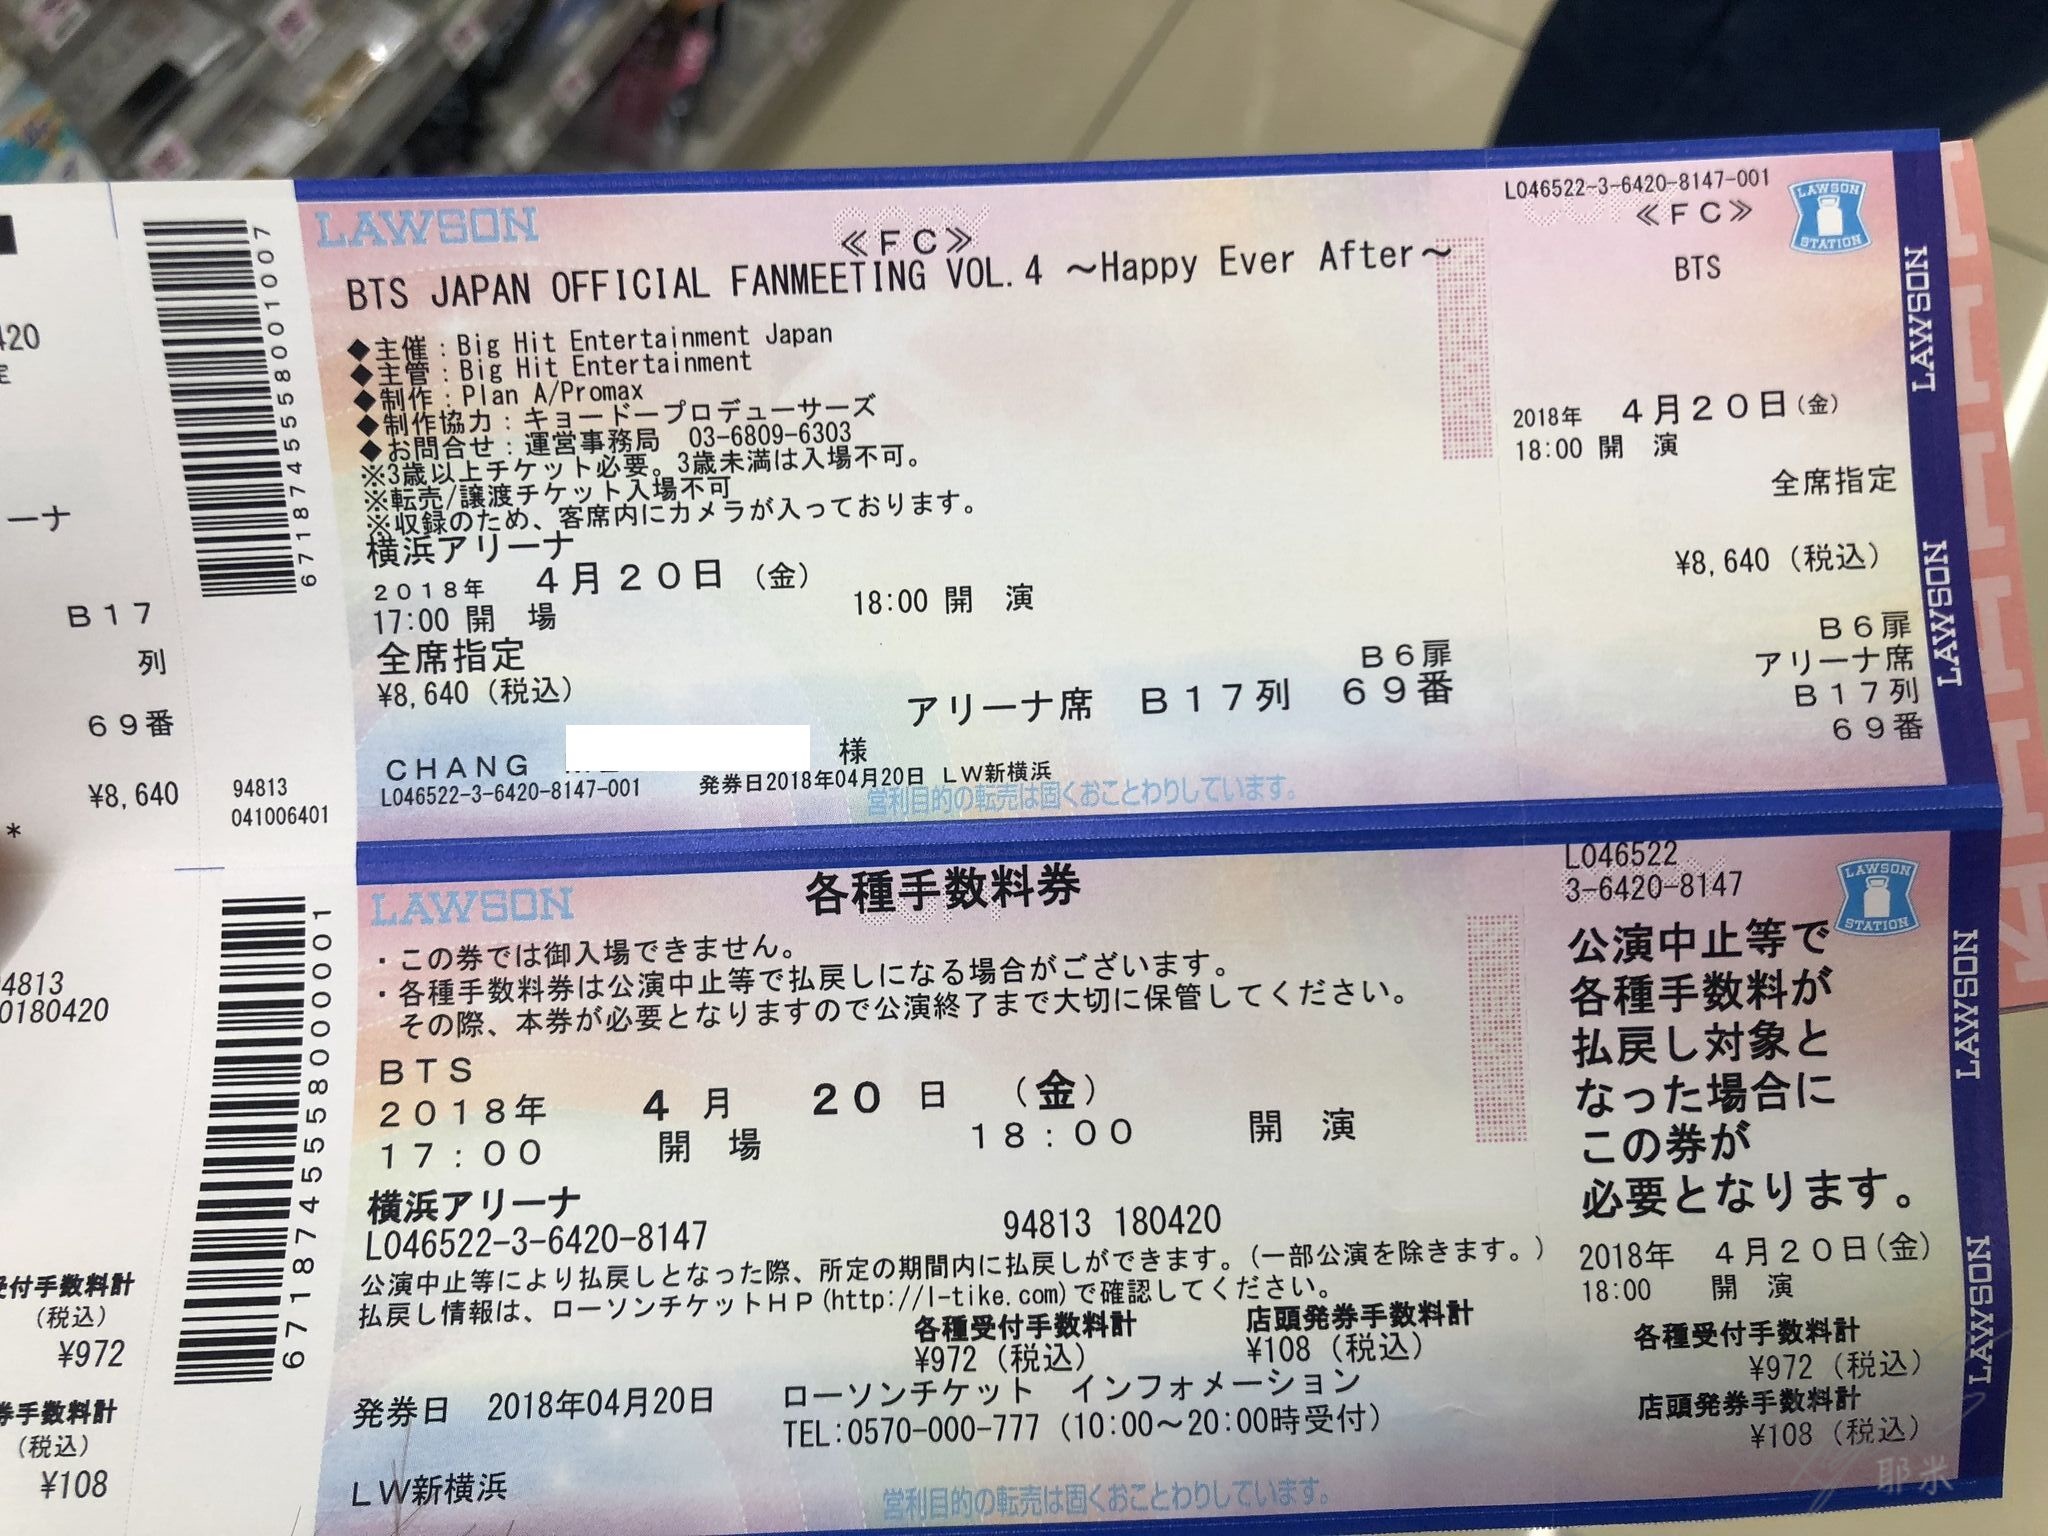 LAWSON
≪FC≫
BTS JAPAN OFFICIAL FANMEETING VOL.4 ～Happy Ever After～
◆主催：Big Hit Entertainment Japan
◆主管：Big Hit Entertainment
◆制作：Plan A/Promax
◆制作協力：キョードープロデューサーズ
◆お問合せ：運営事務局 03-6809-6303
※3歳以上チケット必要。3歳未満は入場不可。
※転売/譲渡チケット入場不可
※収録のため、客席内にカメラが入っております。
横浜アリーナ
2018年 4月20日 (金)
17:00 開 場 18:00 開 演
全席指定
¥8,640 (税込)
B6扉
アリーナ席 B17列 69番
CHANG 様
L046522-3-6420-8147-001 発券日2018年04月20日 LW新横浜
営利目的の転売は固くおことわりしています。
L046522-3-6420-8147-001
≪FC≫
LAWSON STATION
BTS
2018年 4月20日(金)
18:00 開 演
全席指定
¥8,640 (税込)
B6扉
アリーナ席
B17列
69番
LAWSON
LAWSON
6718745558001007
420
ーナ
B17
列
69番
¥8,640
*
94813
041006401
LAWSON
各種手数料券
・この券では御入場できません。
・各種手数料券は公演中止等で払戻しになる場合がございます。
その際、本券が必要となりますので公演終了まで大切に保管してください。
BTS
2018年 4 月 20 日 (金)
17:00 開 場 18:00 開 演
横浜アリーナ
L046522-3-6420-8147 94813 180420
公演中止等により払戻しとなった際、所定の期間内に払戻しができます。(一部公演を除きます。)
払戻し情報は、ローソンチケットHP(http://l-tike.com)で確認してください。
各種受付手数料計 店頭発券手数料計
¥972 (税込) ¥108 (税込)
発券日 2018年04月20日 ローソンチケット インフォメーション
TEL:0570-000-777 (10:00～20:00時受付)
LW新横浜
営利目的の転売は固くおことわりしています。
L046522
3-6420-8147
LAWSON STATION
公演中止等で
各種手数料が
払戻し対象と
なった場合に
この券が
必要となります。
2018年 4月20日(金)
18:00 開 演
各種受付手数料計
¥972 (税込)
店頭発券手数料計
¥108 (税込)
LAWSON
LAWSON
6718745558000001
94813
0180420
受付手数料計
(税込)
¥972
券手数料計
(税込)
¥108
耶米